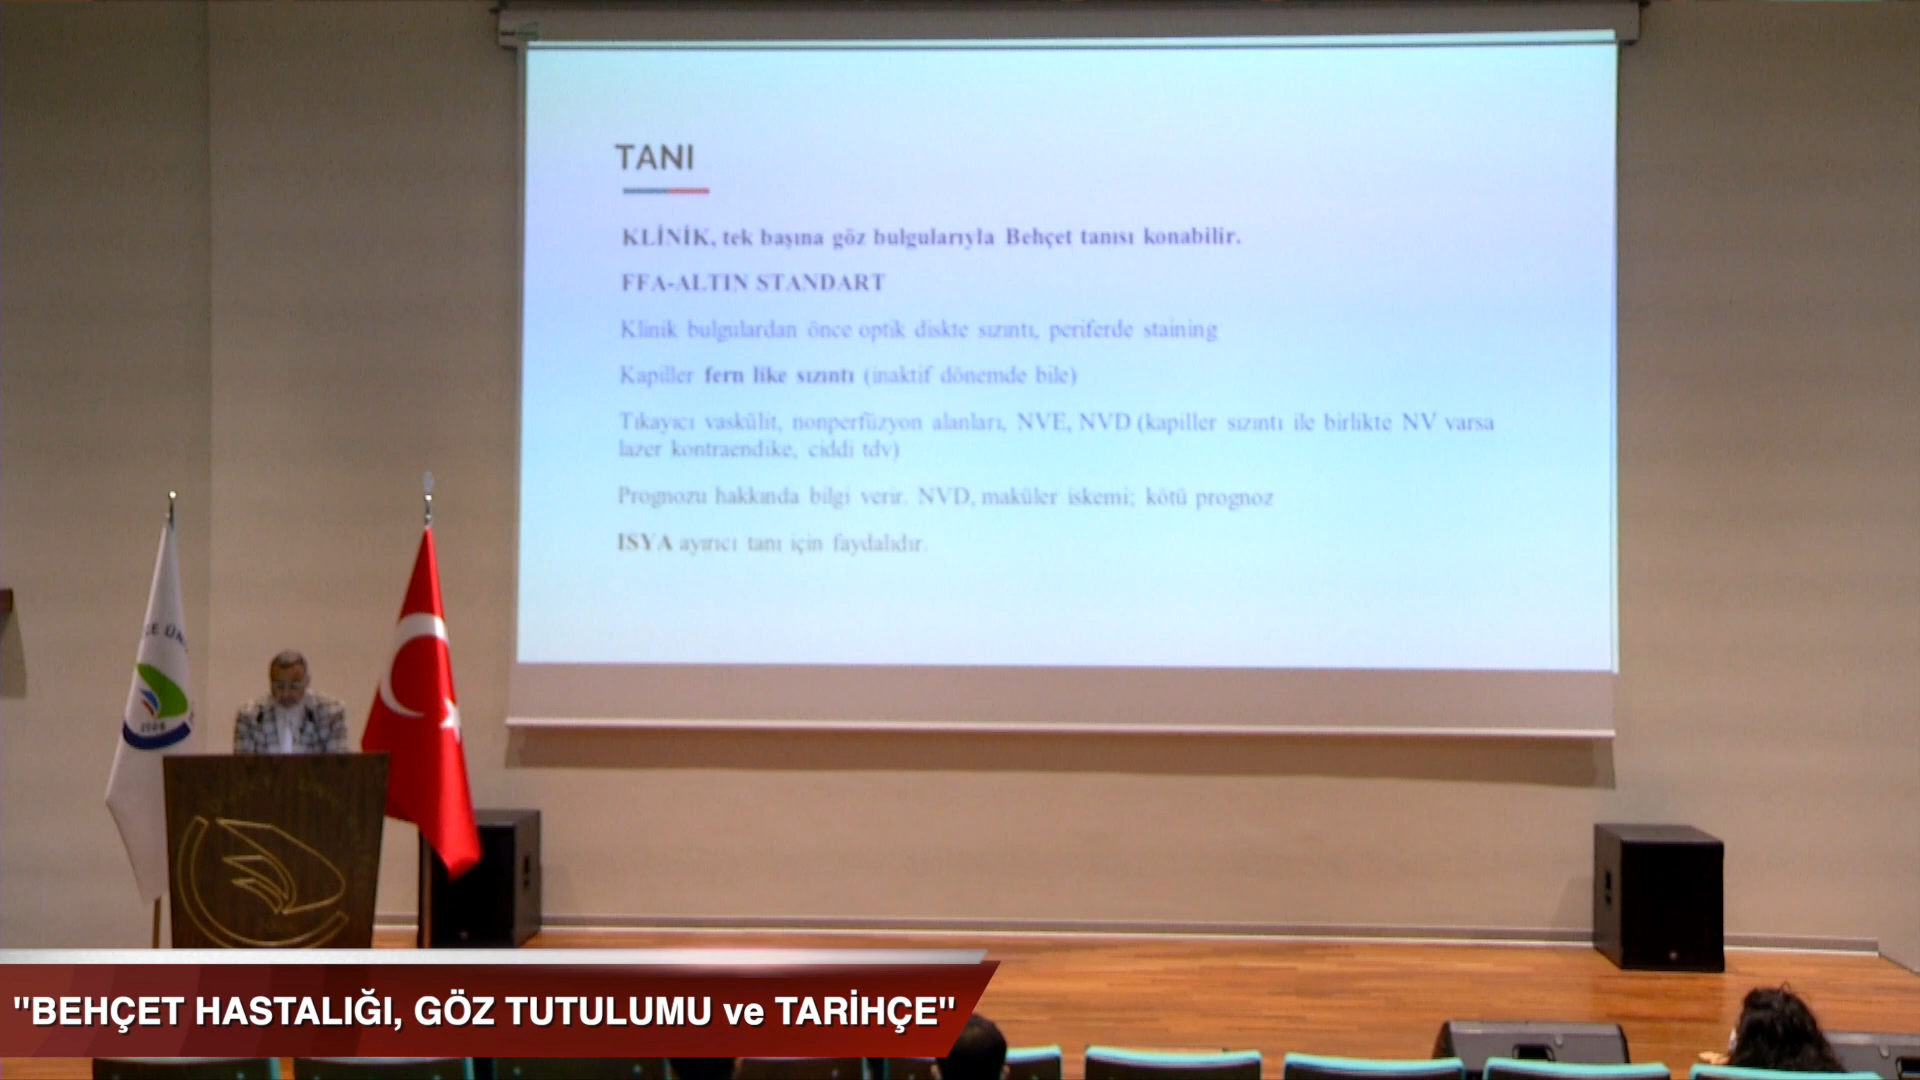 TANI
KLİNİK, tek başına göz bulgularıyla Behçet tanısı konabilir.
FFA-ALTIN STANDART
Klinik bulgulardan önce optik diskte sızıntı, periferde staining
Kapiller fern like sızıntı (inaktif dönemde bile)
Tıkayıcı vaskülit, nonperfüzyon alanları, NVE, NVD (kapiller sızıntı ile birlikte NV varsa
lazer kontraendike, ciddi tdv)
Prognozu hakkında bilgi verir. NVD, maküler iskemi; kötü prognoz
ISYA ayırıcı tanı için faydalıdır.
"BEHÇET HASTALIĞI, GÖZ TUTULUMU ve TARİHÇE"